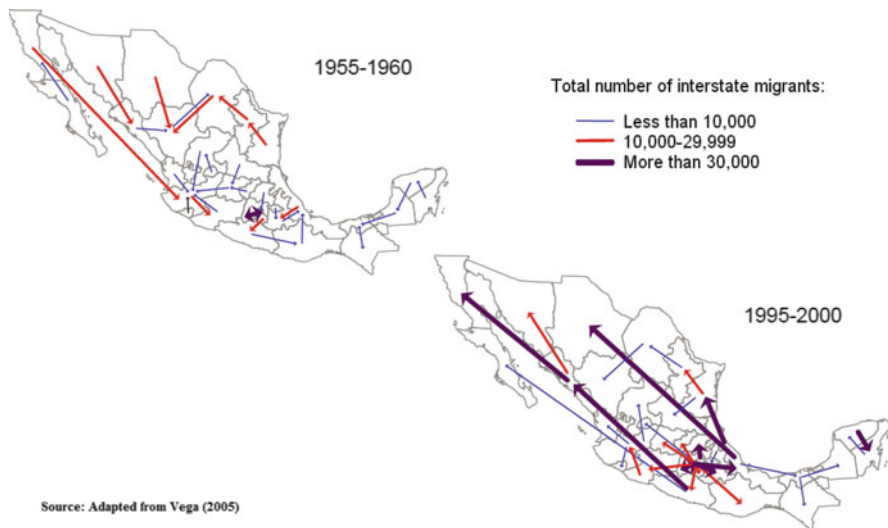 1955-1960
Total number of interstate migrants:
Less than 10,000
10,000-29,999
More than 30,000
1995-2000
Source: Adapted from Vega (2005)